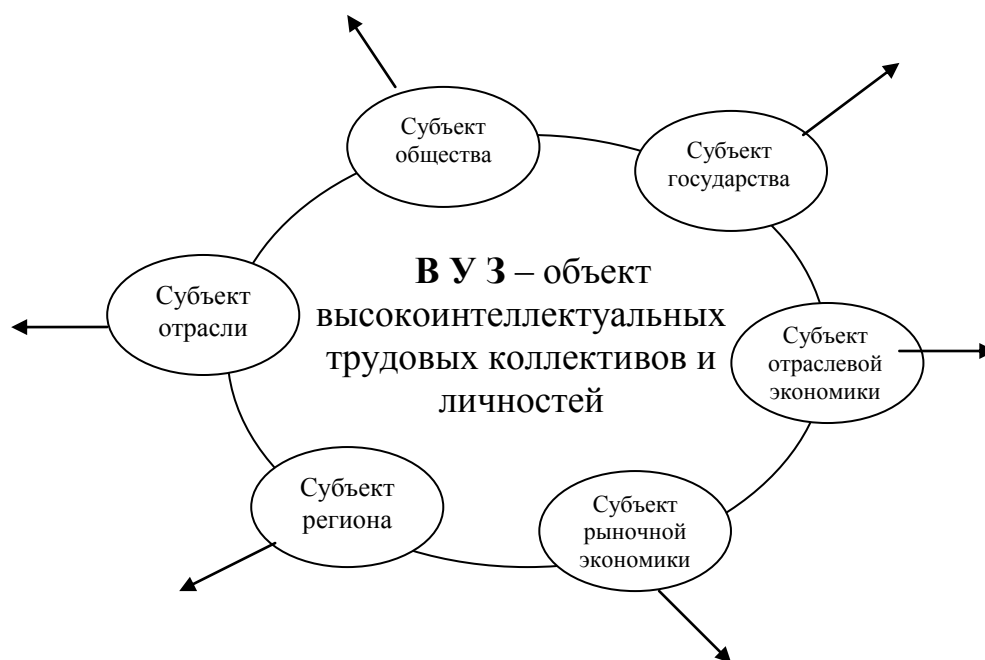 Субъект
общества
Субъект
государства
Субъект
отрасли
В У З – объект
высокоинтеллектуальных
трудовых коллективов и
личностей
Субъект
отраслевой
экономики
Субъект
региона
Субъект
рыночной
экономики